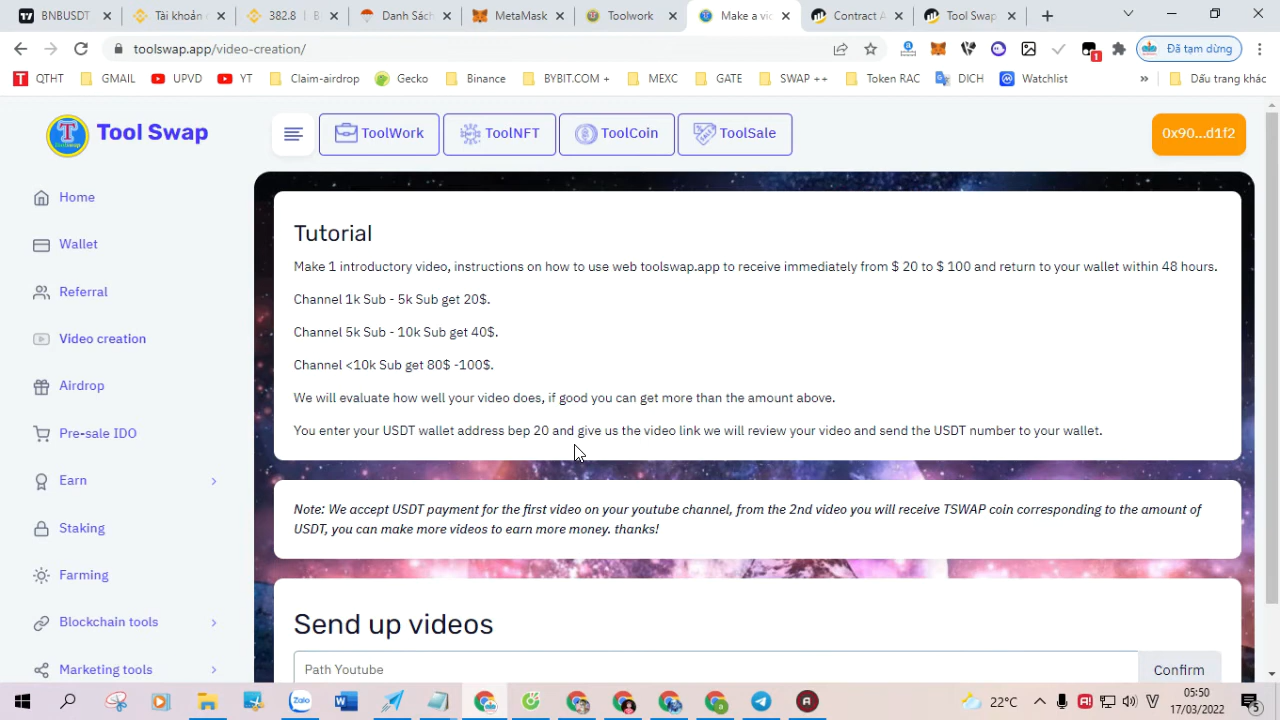 BNBUSDT
Tài khoản
382.8 | B
Danh Sách
MetaMask
Toolwork
Make a vi
Contract A
Tool Swap
toolswap.app/video-creation/
Đã tạm dừng
QTHT
GMAIL
UPVD
YT
Claim-airdrop
Gecko
Binance
BYBIT.COM +
MEXC
GATE
SWAP ++
Token RAC
DICH
Watchlist
Dấu trang khác
Tool Swap
ToolWork
ToolNFT
ToolCoin
ToolSale
0x90...d1f2
Home
Wallet
Referral
Video creation
Airdrop
Pre-sale IDO
Earn
Staking
Farming
Blockchain tools
Marketing tools
Tutorial
Make 1 introductory video, instructions on how to use web toolswap.app to receive immediately from $ 20 to $ 100 and return to your wallet within 48 hours.
Channel 1k Sub - 5k Sub get 20$.
Channel 5k Sub - 10k Sub get 40$.
Channel <10k Sub get 80$ -100$.
We will evaluate how well your video does, if good you can get more than the amount above.
You enter your USDT wallet address bep 20 and give us the video link we will review your video and send the USDT number to your wallet.
Note: We accept USDT payment for the first video on your youtube channel, from the 2nd video you will receive TSWAP coin corresponding to the amount of
USDT, you can make more videos to earn more money. thanks!
Send up videos
Path Youtube
Confirm
Zalo
22°C
05:50
17/03/2022